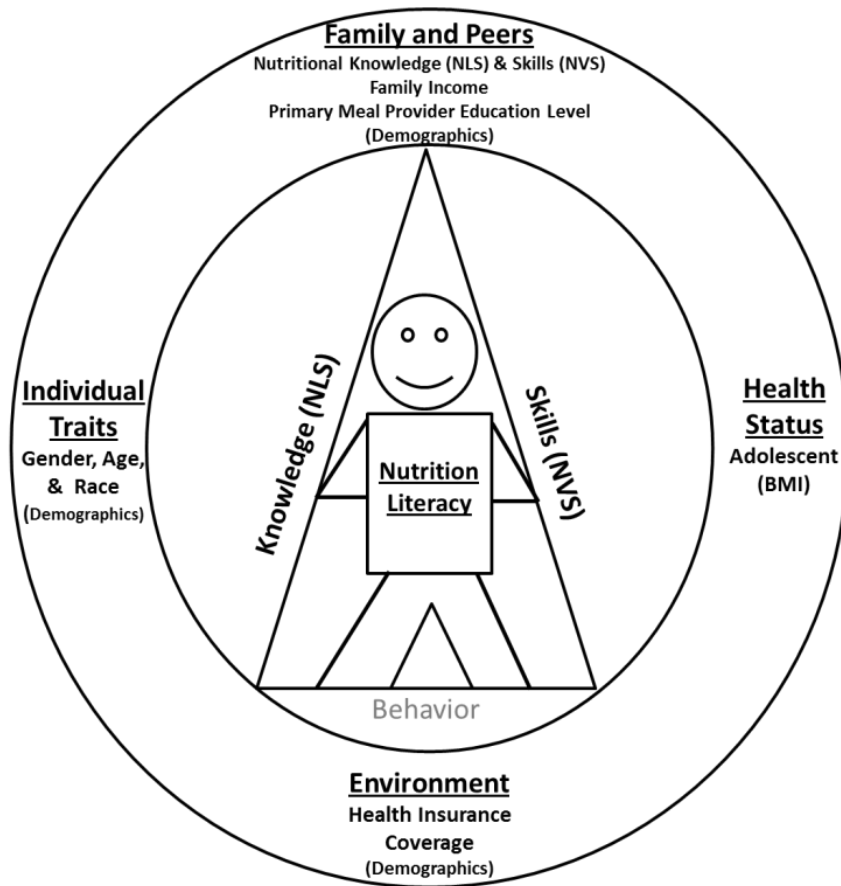 Family and Peers
Nutritional Knowledge (NLS) & Skills (NVS)
Family Income
Primary Meal Provider Education Level
(Demographics)
Individual
Traits
Gender, Age,
& Race
(Demographics)
Knowledge (NLS)
Nutrition
Literacy
Skills (NVS)
Health
Status
Adolescent
(BMI)
Behavior
Environment
Health Insurance
Coverage
(Demographics)